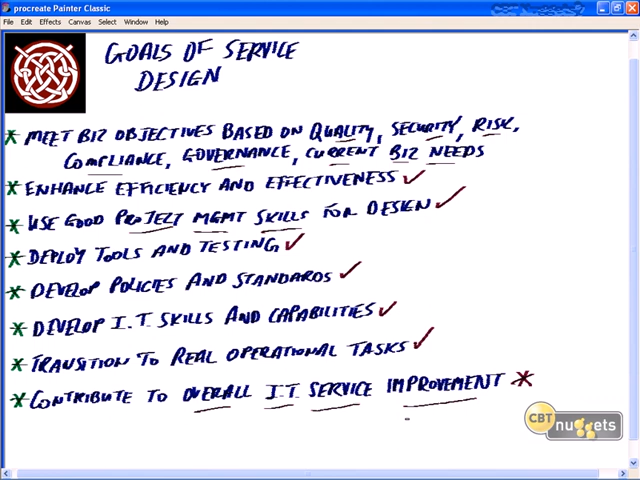 procreate Painter Classic
File Edit Effects Canvas Select Window Help
GOALS OF SERVICE
DESIGN
MEET BIZ OBJECTIVES BASED ON QUALITY, SECURITY, RISK,
COMPLIANCE, GOVERNANCE, CURRENT BIZ NEEDS
ENHANCE EFFICIENCY AND EFFECTIVENESS
USE GOOD PROJECT MGMT SKILLS FOR DESIGN
DEPLOY TOOLS AND TESTING
DEVELOP POLICIES AND STANDARDS
DEVELOP I.T SKILLS AND CAPABILITIES
TRANSITION TO REAL OPERATIONAL TASKS
CONTRIBUTE TO OVERALL I.T. SERVICE IMPROVEMENT
CBT nuggets